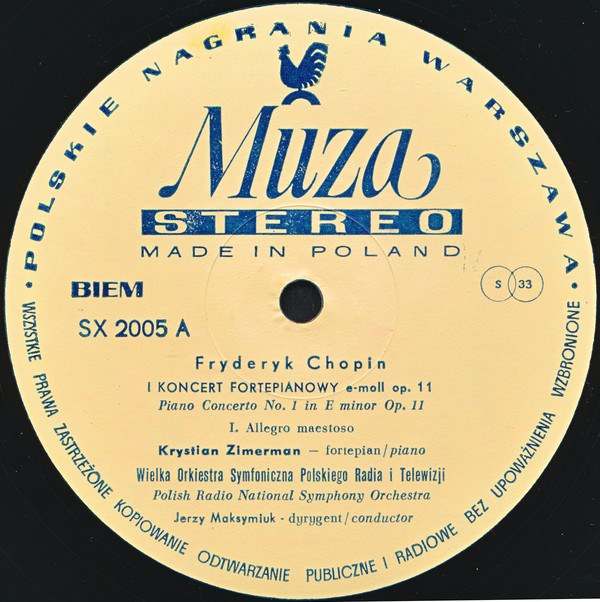 • POLSKIE NAGRANIA WARSZAWA •
Muza
STEREO
MADE IN POLAND
BIEM
S 33
SX 2005 A
Fryderyk Chopin
I KONCERT FORTEPIANOWY e-moll op. 11
Piano Concerto No. 1 in E minor Op. 11
I. Allegro maestoso
Krystian Zimerman — fortepian/piano
Wielka Orkiestra Symfoniczna Polskiego Radia i Telewizji
Polish Radio National Symphony Orchestra
Jerzy Maksymiuk - dyrygent/conductor
WSZYSTKIE PRAWA ZASTRZEŻONE KOPIOWANIE ODTWARZANIE PUBLICZNE I RADIOWE BEZ UPOWAŻNIENIA WZBRONIONE